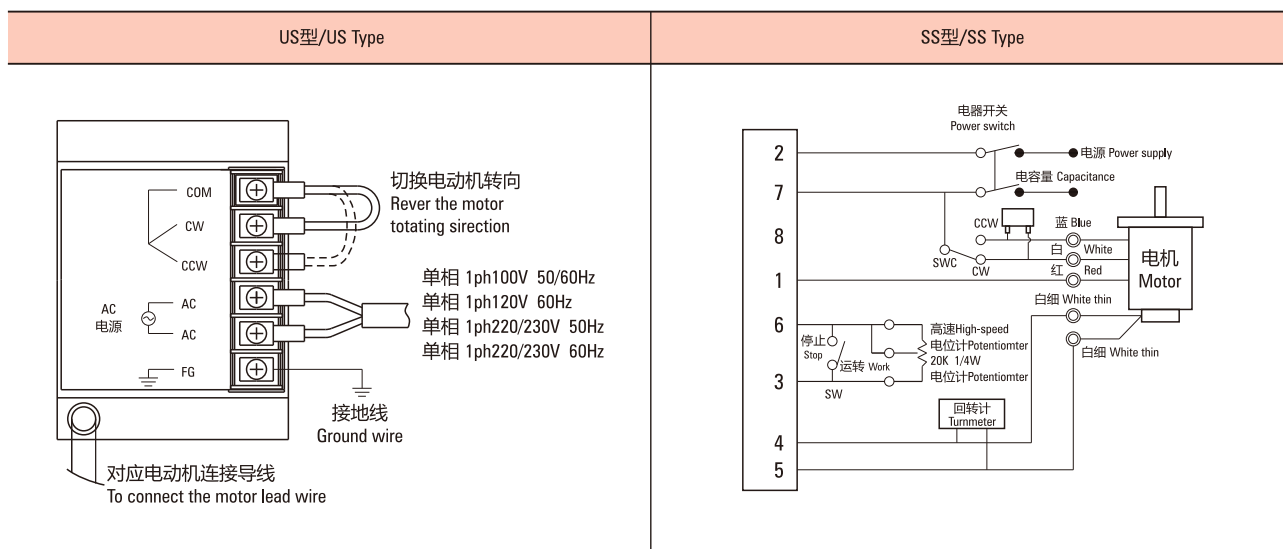 US型/US Type
SS型/SS Type
COM
CW
CCW
AC
电源
AC
AC
FG
切换电动机转向
Rever the motor
totating sirection
单相 1ph100V 50/60Hz
单相 1ph120V 60Hz
单相 1ph220/230V 50Hz
单相 1ph220/230V 60Hz
接地线
Ground wire
对应电动机连接导线
To connect the motor lead wire
电器开关
Power switch
2
电源 Power supply
7
电容量 Capacitance
8
CCW
蓝 Blue
白 White
SWC
CW
红 Red
1
电机
Motor
白细 White thin
6
高速High-speed
停止
Stop
电位计Potentiomter
20K 1/4W
运转 Work
电位计Potentiomter
3
SW
白细 White thin
回转计
Turnmeter
4
5